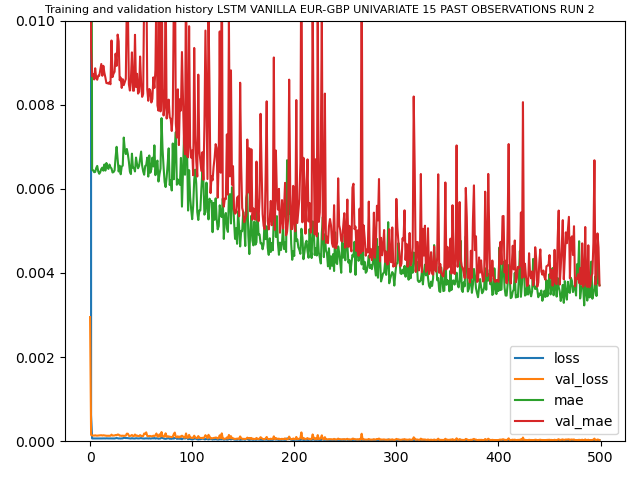 Training and validation history LSTM VANILLA EUR-GBP UNIVARIATE 15 PAST OBSERVATIONS RUN 2
0.010
0.008
0.006
0.004
0.002
0.000
0 100 200 300 400 500
loss
val_loss
mae
val_mae